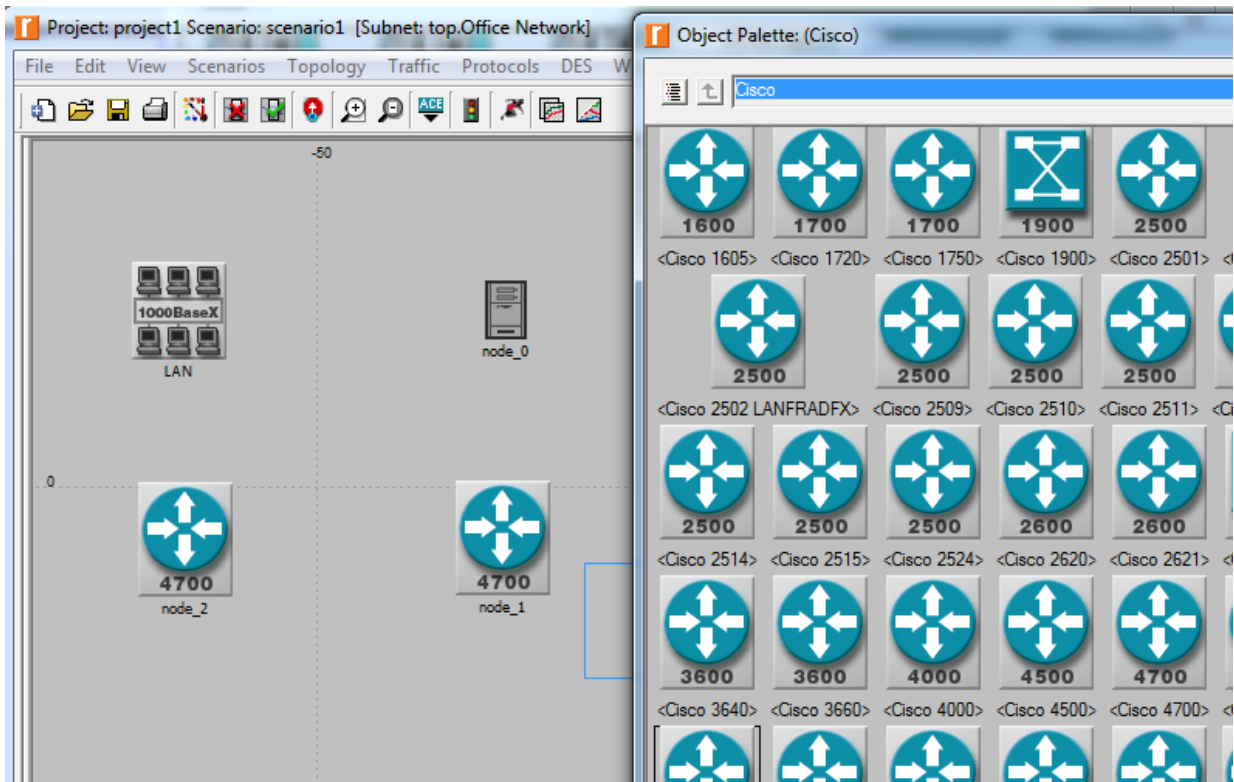 Project: project1 Scenario: scenario1 [Subnet: top.Office Network]
File Edit View Scenarios Topology Traffic Protocols DES W
ACE
-50
1000BaseX
LAN
node_0
0
4700
node_2
4700
node_1
Object Palette: (Cisco)
Cisco
1600 1700 1700 1900 2500
<Cisco 1605> <Cisco 1720> <Cisco 1750> <Cisco 1900> <Cisco 2501>
2500 2500 2500 2500
<Cisco 2502 LANFRADFX> <Cisco 2509> <Cisco 2510> <Cisco 2511>
2500 2500 2500 2600 2600
<Cisco 2514> <Cisco 2515> <Cisco 2524> <Cisco 2620> <Cisco 2621>
3600 3600 4000 4500 4700
<Cisco 3640> <Cisco 3660> <Cisco 4000> <Cisco 4500> <Cisco 4700>